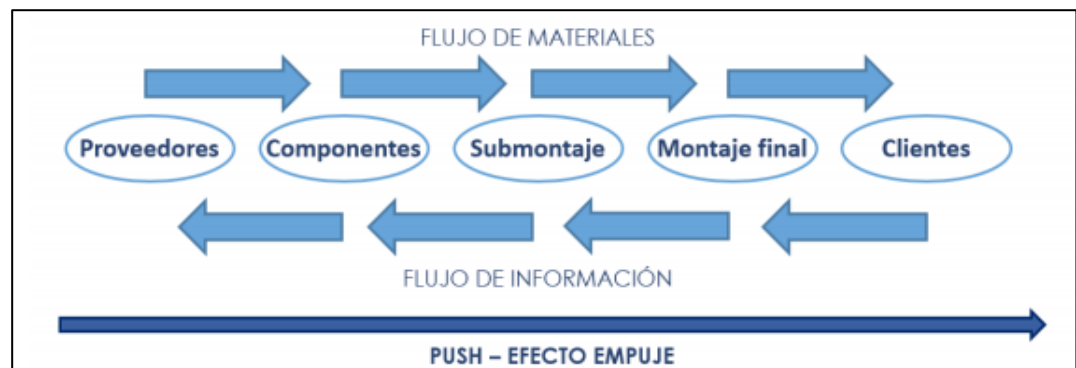 FLUJO DE MATERIALES
Proveedores Componentes Submontaje Montaje final Clientes
FLUJO DE INFORMACIÓN
PUSH – EFECTO EMPUJE